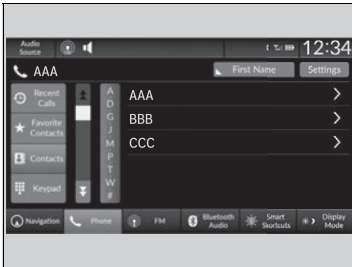 Audio
Source
12:34
AAA
First Name
Settings
Recent
Calls
Favorite
Contacts
Contacts
Keypad
A
D
G
J
M
P
T
W
#
AAA
BBB
CCC
Navigation
Phone
FM
Bluetooth
Audio
Smart
Shortcuts
Display
Mode